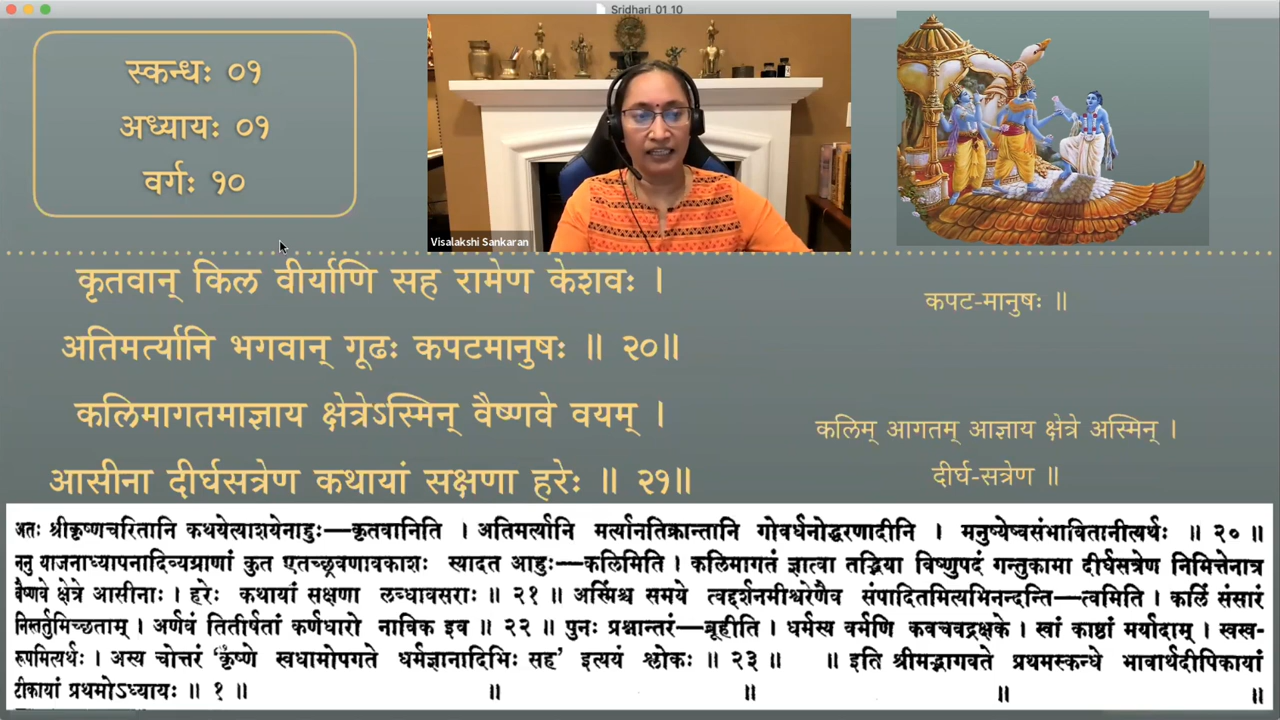 Sridhari_01_10
स्कन्धः ०१
अध्यायः ०१
वर्गः १०
Visalakshi Sankaran
कृतवान् किल वीर्याणि सह रामेण केशवः ।
अतिमर्त्यानि भगवान् गूढः कपटमानुषः ॥ २०॥
कलिमागतमाज्ञाय क्षेत्रेऽस्मिन् वैष्णवे वयम् ।
आसीना दीर्घसत्रेण कथायां सक्षणा हरेः ॥ २१॥
कपट-मानुषः ॥
कलिम् आगतम् आज्ञाय क्षेत्रे अस्मिन् ।
दीर्घ-सत्रेण ॥
अतः श्रीकृष्णचरितानि कथयेत्याशयेनाहुः—कृतवानिति । अतिमर्त्यानि मर्त्यानतिक्रान्तानि गोवर्धनोद्धरणादीनि । मनुष्येष्वसंभावितानीत्यर्थः ॥ २० ॥
ननु याजनाध्यापनादिव्यग्राणां कुत एतच्छ्रवणावकाशः स्यादत आहुः—कलिमिति । कलिमागतं ज्ञात्वा तद्भिया विष्णुपदं गन्तुकामा दीर्घसत्रेण निमित्तेनात्र
वैष्णवे क्षेत्रे आसीनाः । हरेः कथायां सक्षणा लब्धावसराः ॥ २१ ॥ अस्मिंश्च समये त्वद्दर्शनमीश्वरेणैव संपादितमित्यभिनन्दन्ति—त्वमिति । कलिं संसारं
निस्तर्तुमिच्छताम् । अर्णवं तितीर्षतां कर्णधारो नाविक इव ॥ २२ ॥ पुनः प्रश्नान्तरं—ब्रूहीति । धर्मस्य वर्मणि कवचवद्रक्षके । स्वां काष्ठां मर्यादाम् । स्वस्व-
रूपमित्यर्थः । अस्य चोत्तरं ‘कृष्णे स्वधामोपगते धर्मज्ञानादिभिः सह’ इत्ययं श्लोकः ॥ २३ ॥ ॥ इति श्रीमद्भागवते प्रथमस्कन्धे भावार्थदीपिकायां
टीकायां प्रथमोऽध्यायः ॥ १ ॥ ॥ ॥ ॥ ॥